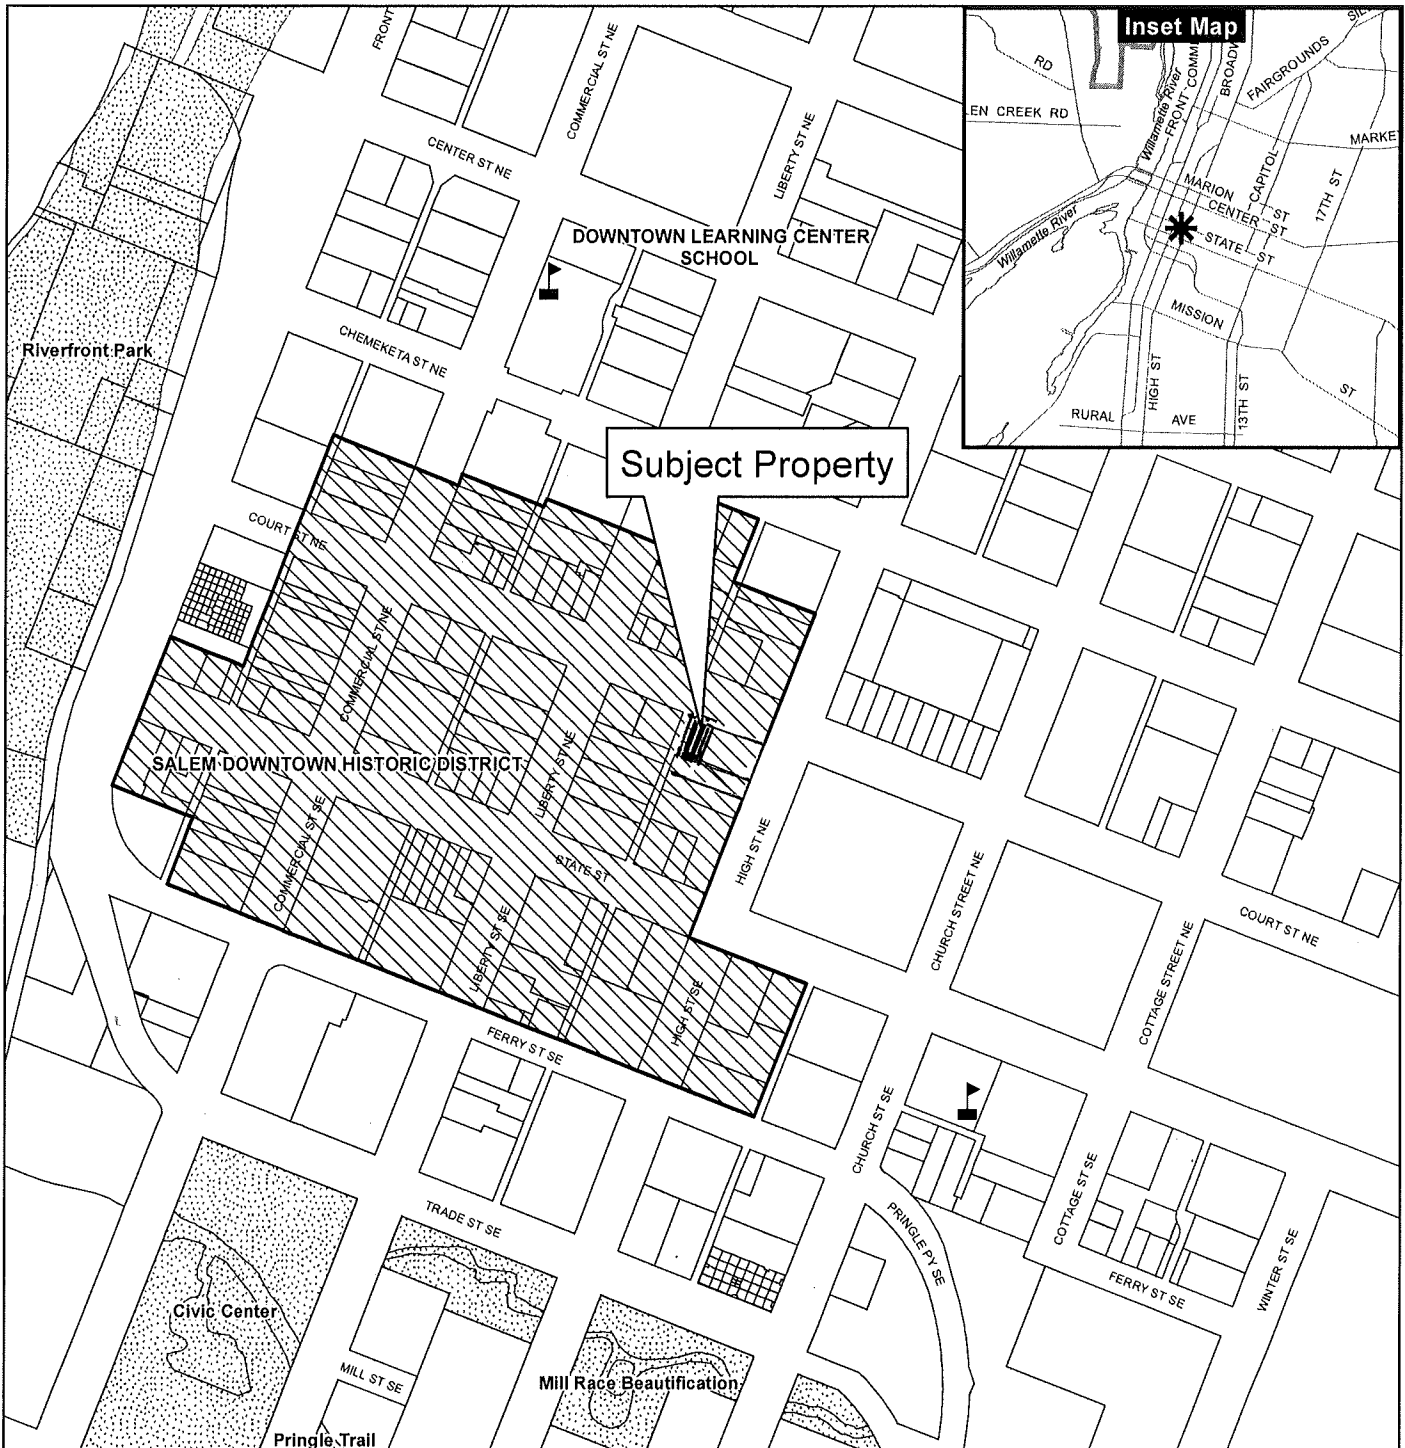 FRONT
COMMERCIAL ST NE
CENTER ST NE
LIBERTY ST NE
DOWNTOWN LEARNING CENTER
SCHOOL
Inset Map
RD
LEN CREEK RD
Willamette River
FRONT
COMM
BROADW
FAIRGROUNDS
SIL
MARKE
MARION
ST
CENTER
ST
CAPITOL
17TH ST
Willamette River
STATE
ST
MISSION
ST
HIGH ST
13TH ST
RURAL
AVE
Riverfront Park
CHEMEKETA ST NE
Subject Property
COURT ST NE
COMMERCIAL ST NE
SALEM DOWNTOWN HISTORIC DISTRICT
LIBERTY ST NE
COMMERCIAL ST SE
STATE ST
HIGH ST NE
CHURCH STREET NE
COURT ST NE
COTTAGE STREET NE
LIBERTY ST SE
HIGH ST SE
FERRY ST SE
CHURCH ST SE
COTTAGE ST SE
TRADE ST SE
PRINGLE PY SE
FERRY ST SE
WINTER ST SE
Civic Center
MILL ST SE
Mill Race Beautification
Pringle Trail